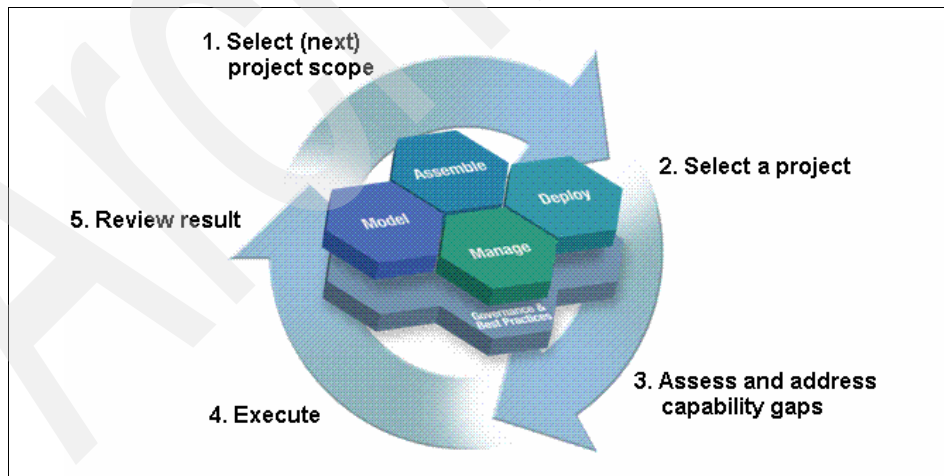 1. Select (next)
project scope
2. Select a project
3. Assess and address
capability gaps
4. Execute
5. Review result
Assemble
Deploy
Model
Manage
Governance &
Best Practices